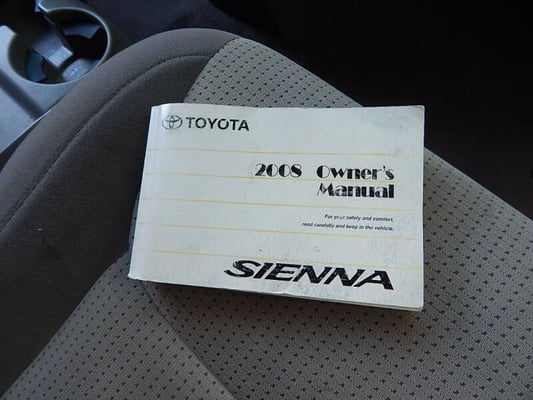 TOYOTA
2008 Owner's
Manual
For your safety and comfort,
read carefully and keep in the vehicle.
SIENNA